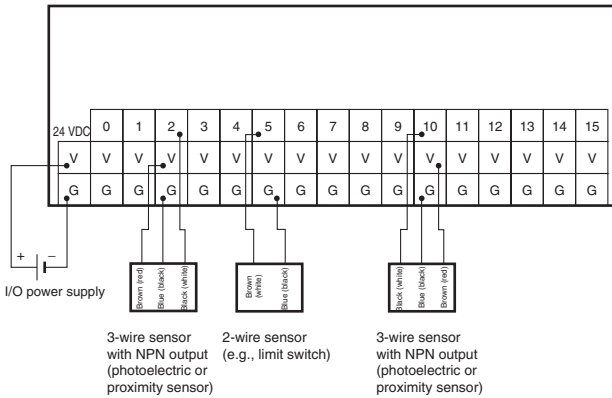 24 VDC 0 1 2 3 4 5 6 7 8 9 10 11 12 13 14 15
V V V V V V V V V V V V V V V V V
G G G G G G G G G G G G G G G G G
+ −
I/O power supply
Brown (red)
Blue (black)
Black (white)
Brown
(white)
Blue (black)
Black (white)
Blue (black)
Brown (red)
3-wire sensor
with NPN output
(photoelectric or
proximity sensor)
2-wire sensor
(e.g., limit switch)
3-wire sensor
with NPN output
(photoelectric or
proximity sensor)